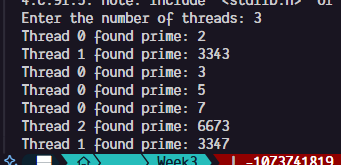 4.c:91:5: note: include '<stdlib.h>' or
Enter the number of threads: 3
Thread 0 found prime: 2
Thread 1 found prime: 3343
Thread 0 found prime: 3
Thread 0 found prime: 5
Thread 0 found prime: 7
Thread 2 found prime: 6673
Thread 1 found prime: 3347
Week3 -1073741819